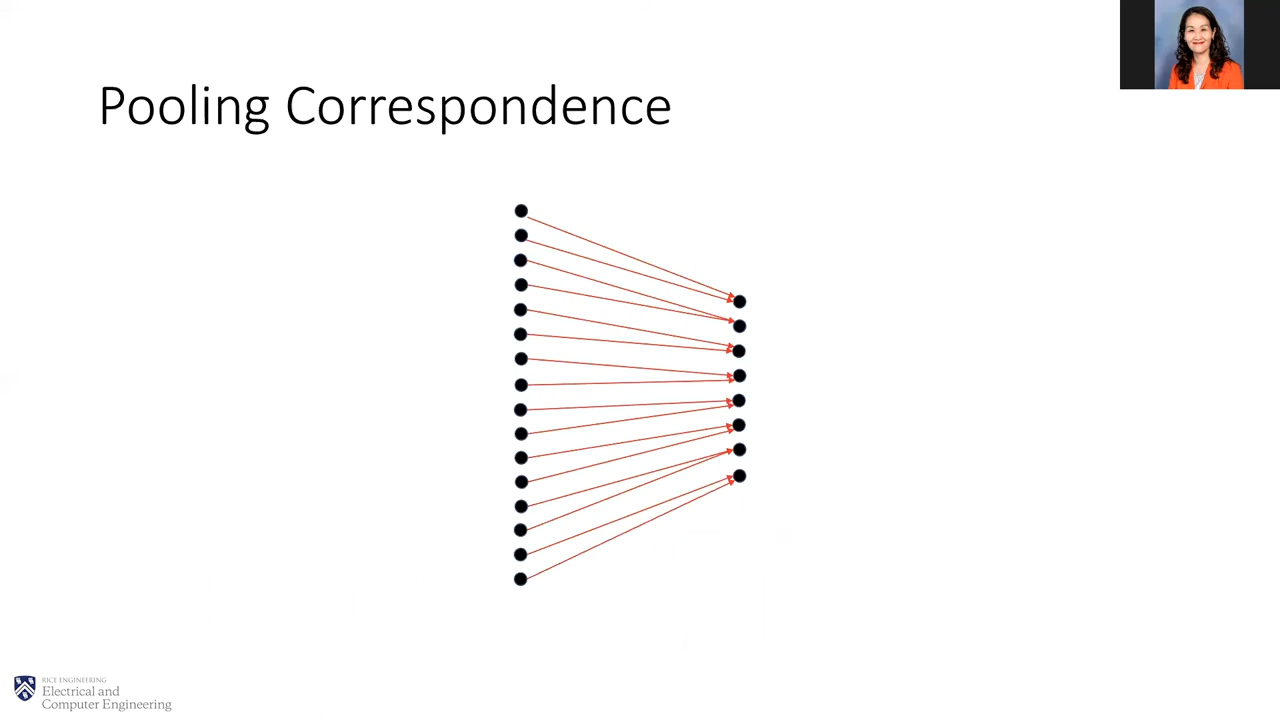 Pooling Correspondence
RICE ENGINEERING
Electrical and
Computer Engineering